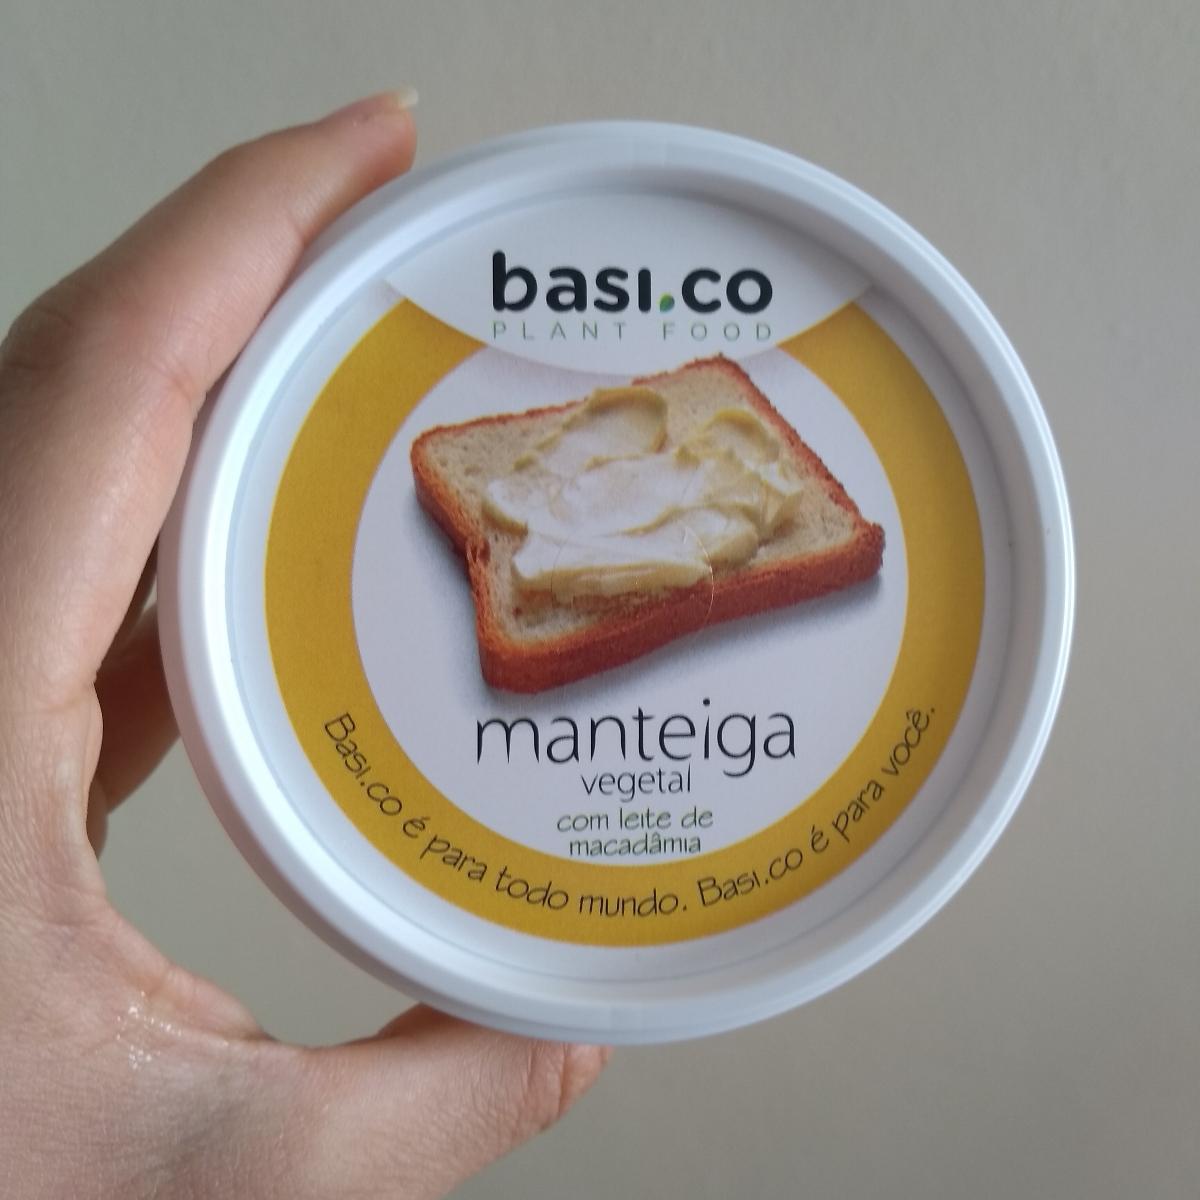 basi.co
PLANT FOOD
manteiga
vegetal
com leite de
macadâmia
Basi.co é para todo mundo. Basi.co é para você.